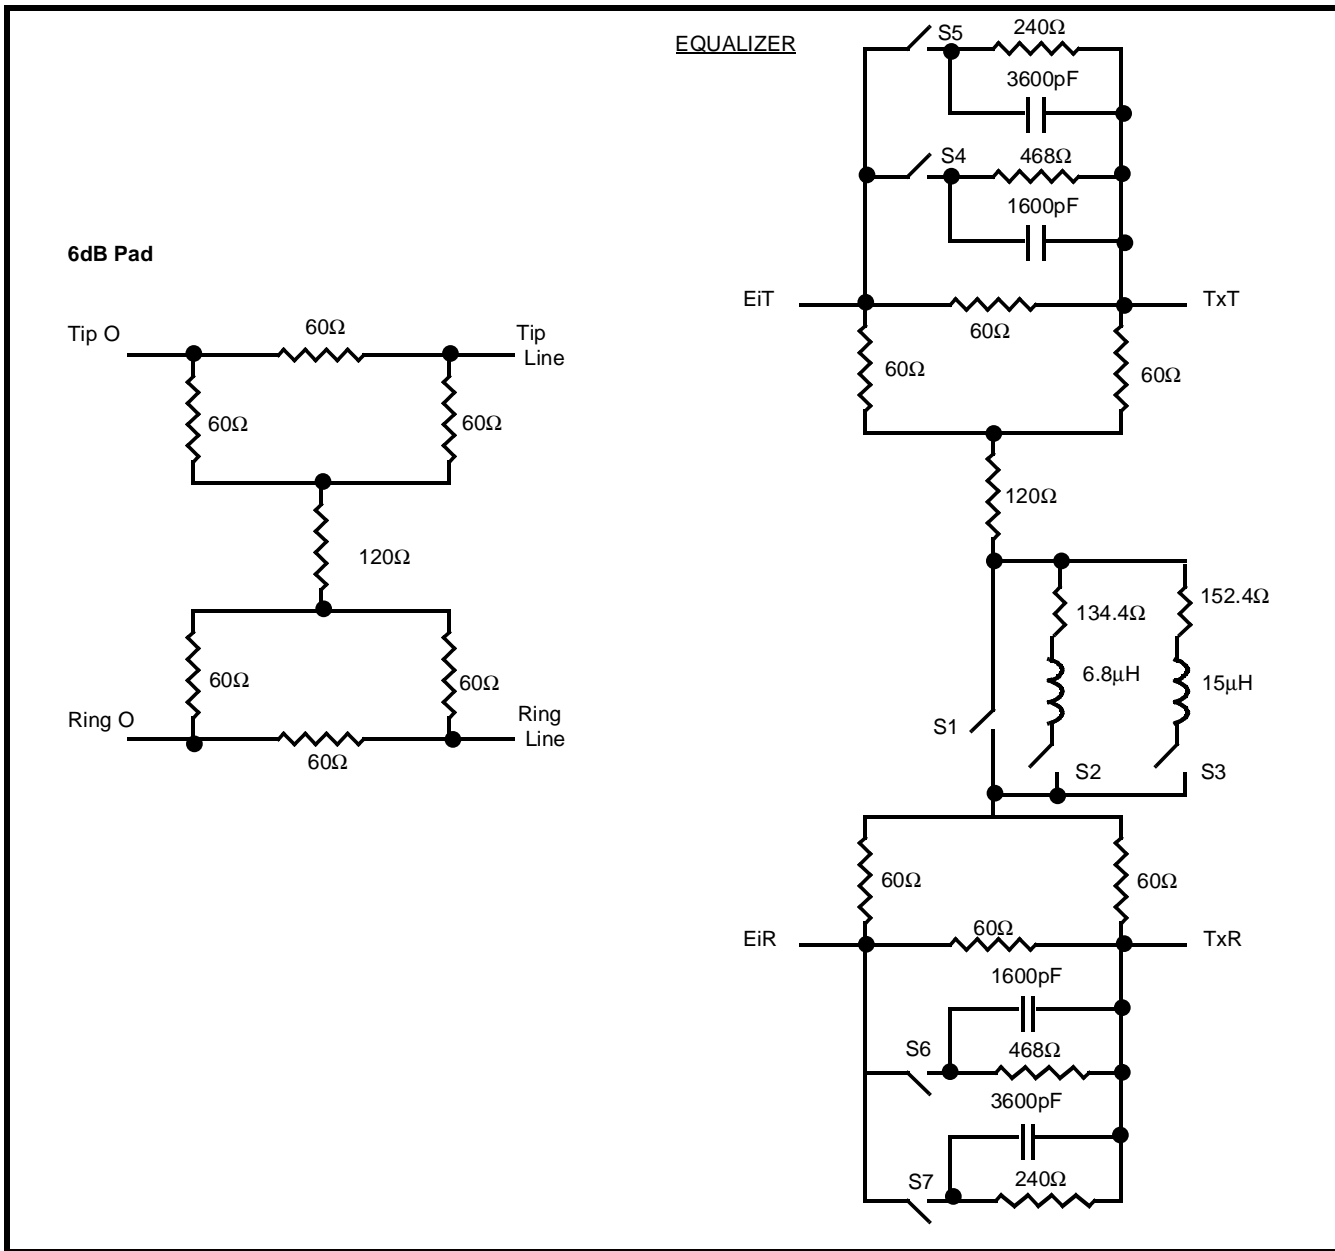 EQUALIZER
S5
240Ω
3600pF
S4
468Ω
1600pF
6dB Pad
EiT
TxT
60Ω
60Ω
60Ω
Tip O
60Ω
Tip
Line
60Ω
60Ω
120Ω
120Ω
134.4Ω
152.4Ω
6.8μH
15μH
S1
S2
S3
60Ω
60Ω
Ring O
60Ω
Ring
Line
60Ω
60Ω
EiR
60Ω
TxR
1600pF
S6
468Ω
3600pF
S7
240Ω